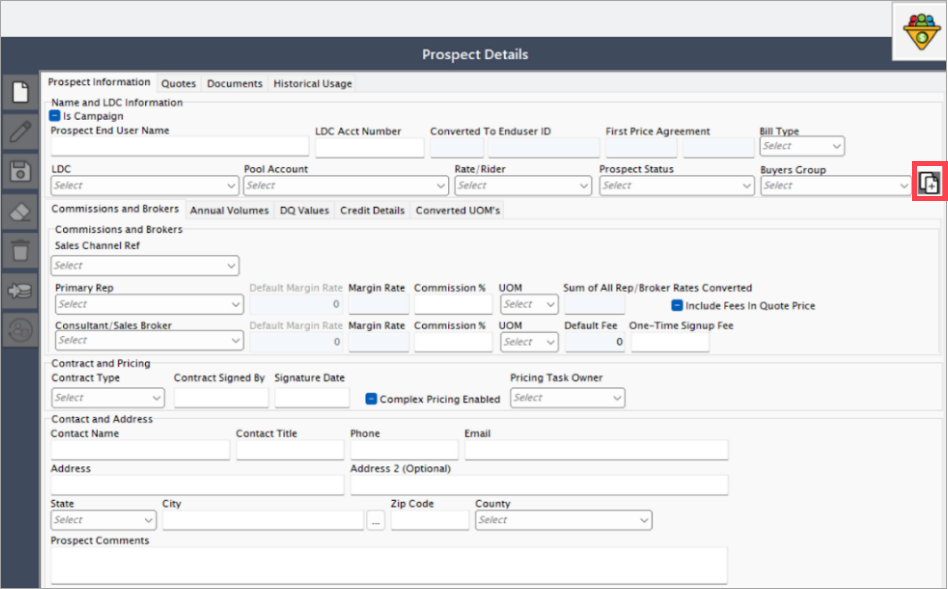 Prospect Details
Prospect Information Quotes Documents Historical Usage
Name and LDC Information
Is Campaign
Prospect End User Name LDC Acct Number Converted To Enduser ID First Price Agreement Bill Type
Select
LDC Pool Account Rate/Rider Prospect Status Buyers Group
Select Select Select Select Select
Commissions and Brokers Annual Volumes DQ Values Credit Details Converted UOM's
Commissions and Brokers
Sales Channel Ref
Select
Primary Rep Default Margin Rate Margin Rate Commission % UOM Sum of All Rep/Broker Rates Converted
Select 0 Select Include Fees In Quote Price
Consultant/Sales Broker Default Margin Rate Margin Rate Commission % UOM Default Fee One-Time Signup Fee
Select 0 Select 0
Contract and Pricing
Contract Type Contract Signed By Signature Date Pricing Task Owner
Select Complex Pricing Enabled Select
Contact and Address
Contact Name Contact Title Phone Email
Address Address 2 (Optional)
State City Zip Code County
Select ... Select
Prospect Comments